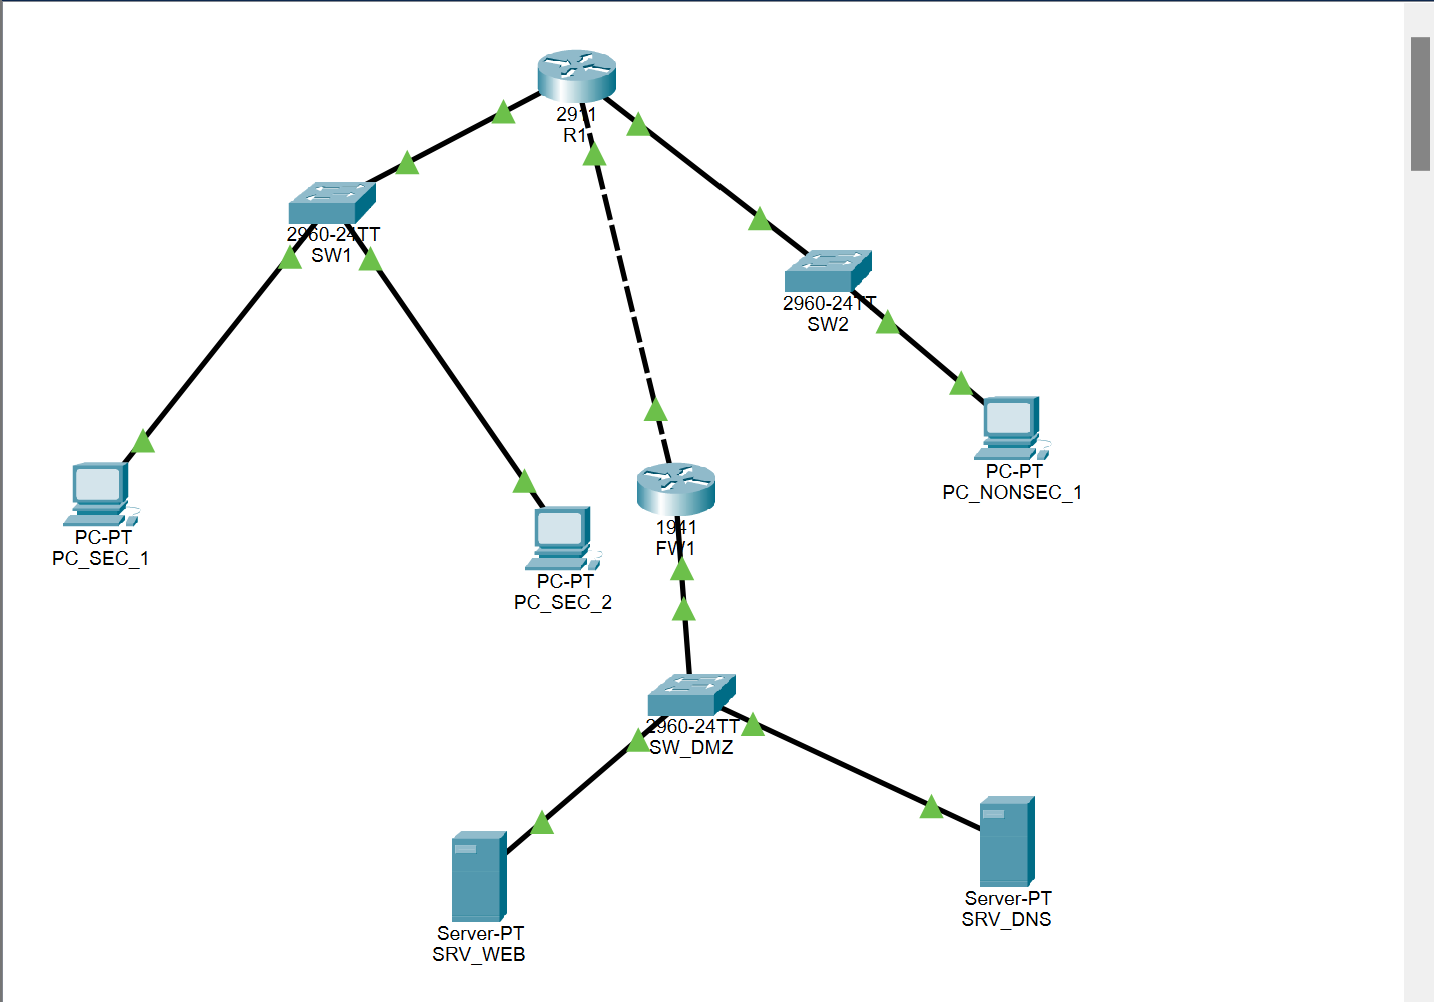 2911
R1
2960-24TT
SW1
2960-24TT
SW2
PC-PT
PC_NONSEC_1
PC-PT
PC_SEC_1
1941
FW1
PC-PT
PC_SEC_2
2960-24TT
SW_DMZ
Server-PT
SRV_DNS
Server-PT
SRV_WEB